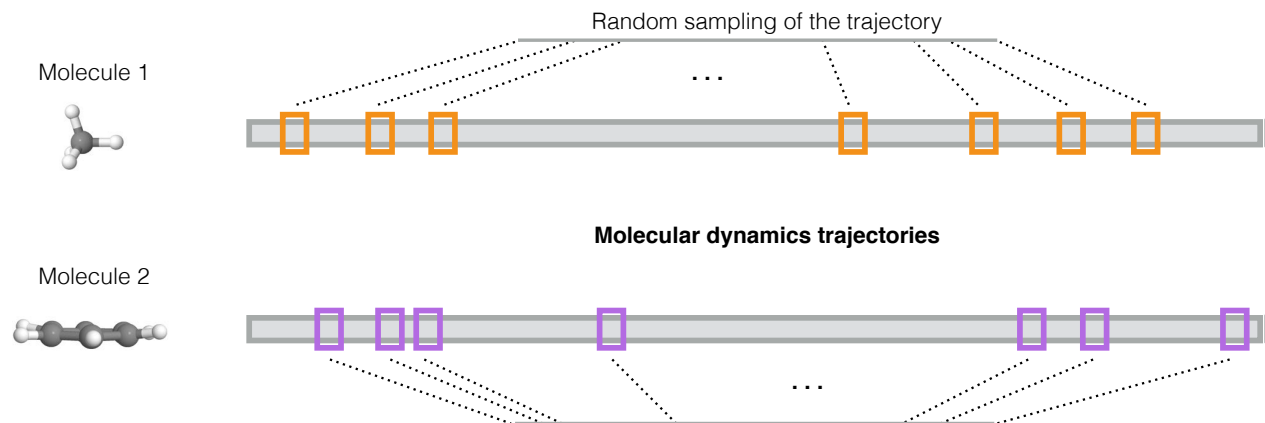 Random sampling of the trajectory
Molecule 1
...
Molecular dynamics trajectories
Molecule 2
...